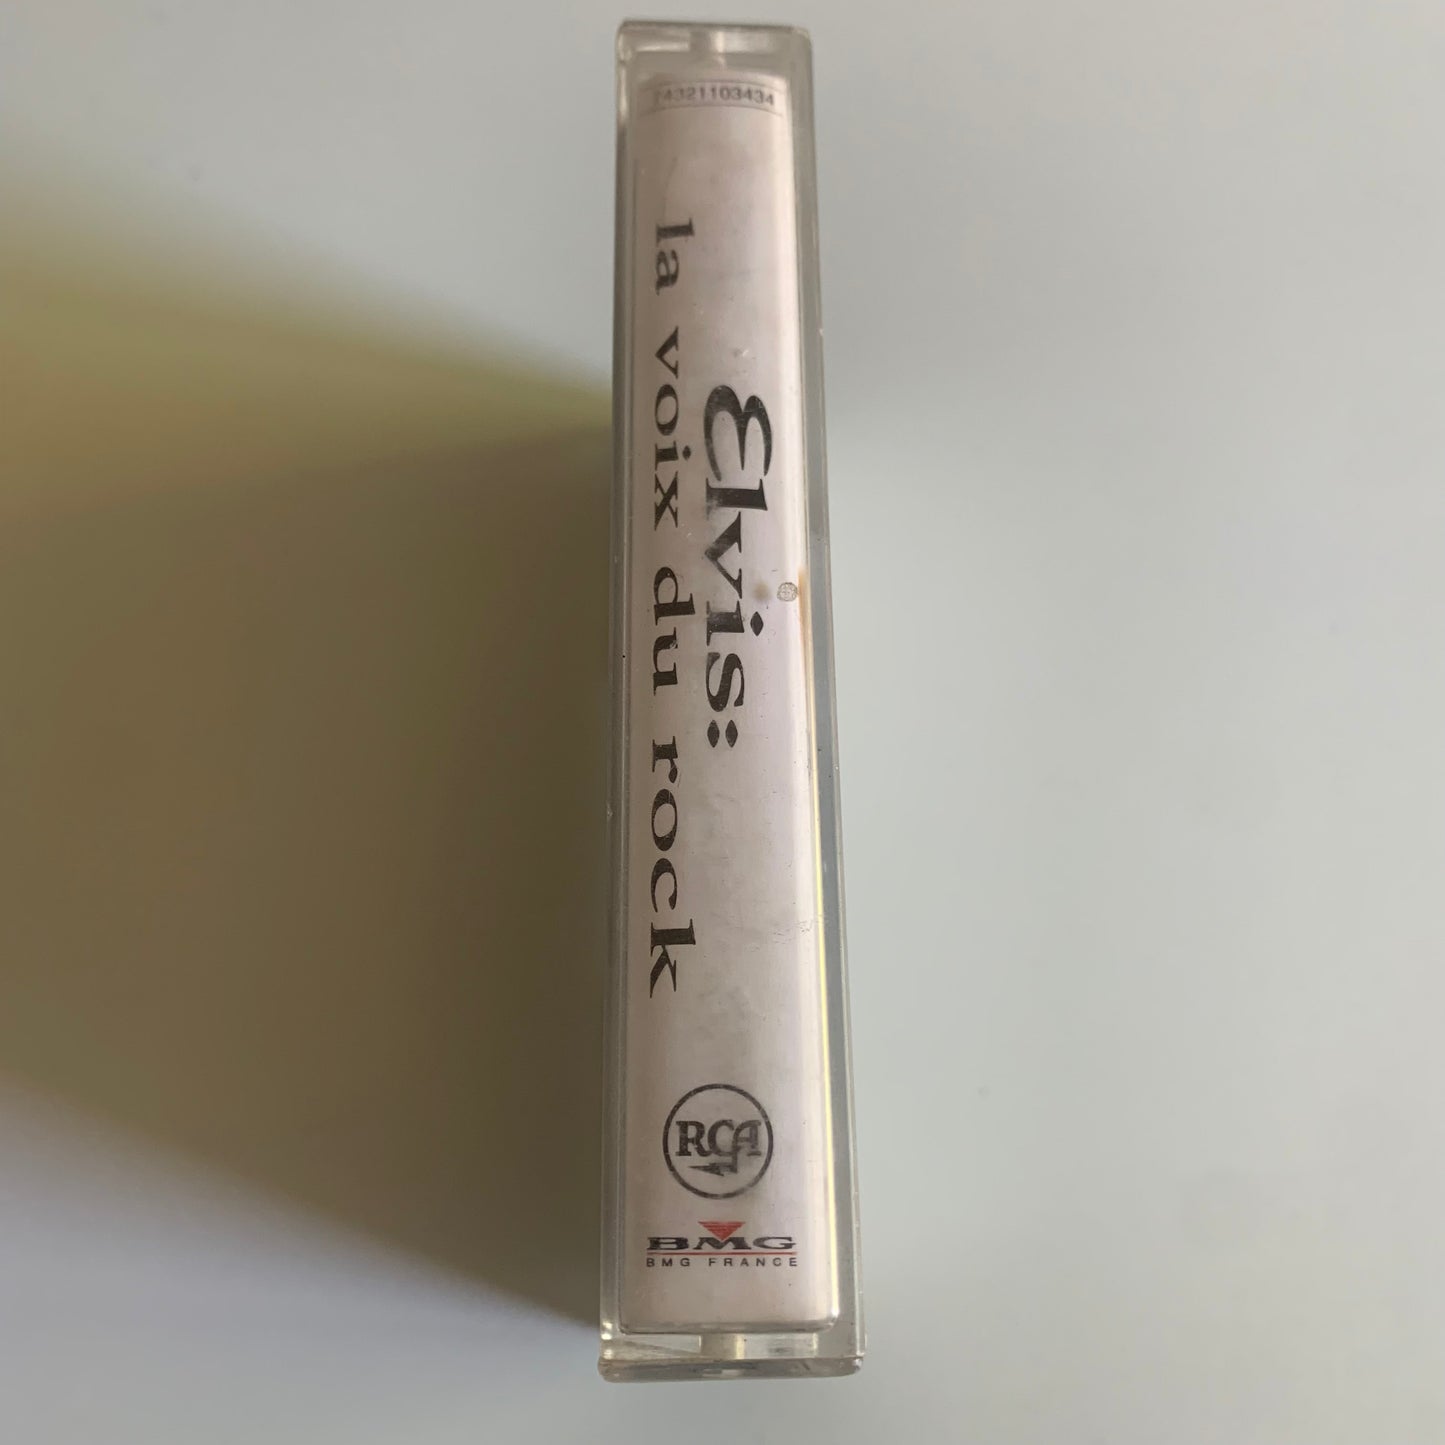 74321103434
Elvis:
la voix du rock
RCA
BMG
BMG FRANCE